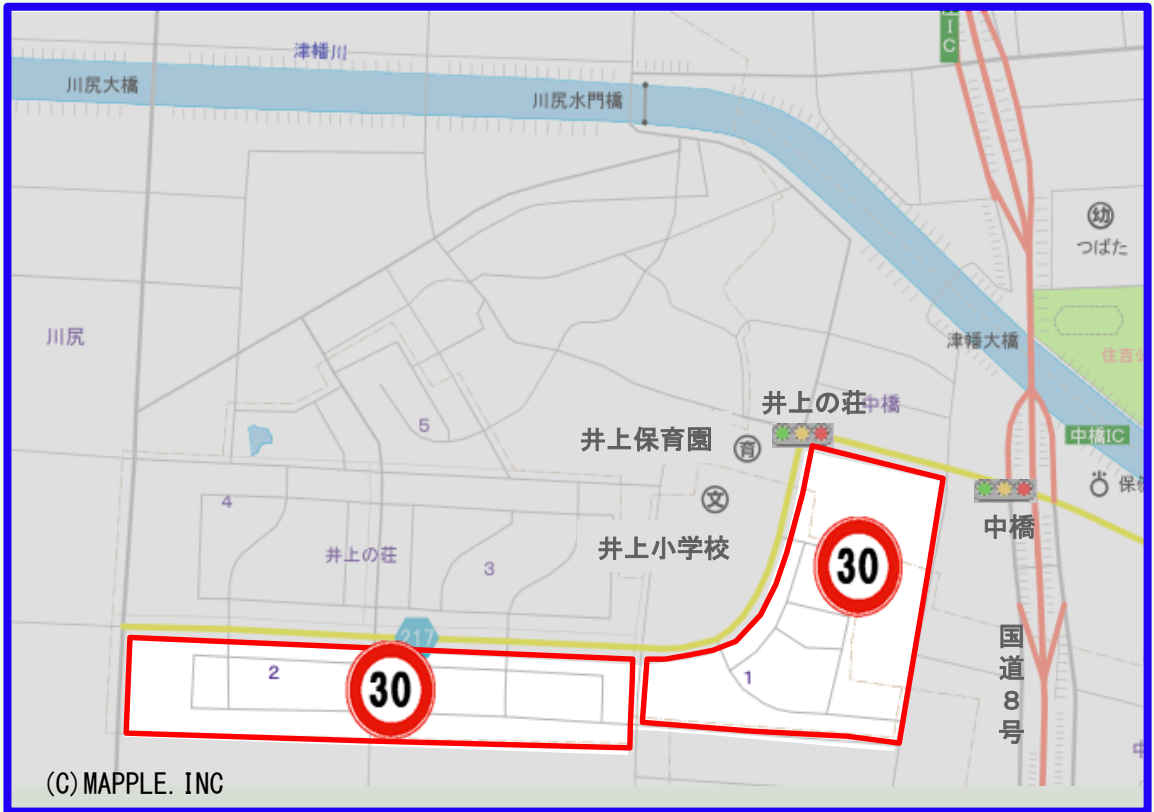 IC
津幡川
川尻大橋
川尻水門橋
幼
つばた
川尻
津幡大橋
住吉公
井上の荘
中橋
5
井上保育園
育
中橋IC
保
4
文
中橋
井上小学校
30
井上の荘
3
217
国道8号
2
30
1
中
(C)MAPPLE.INC